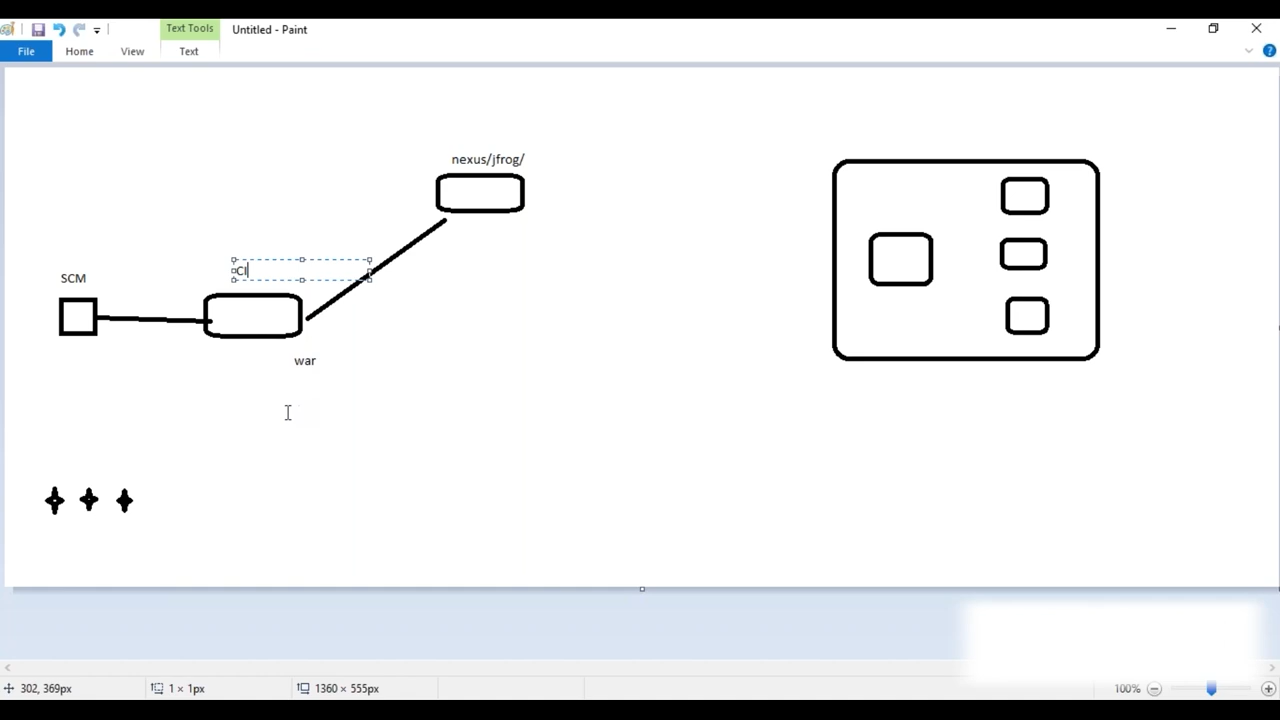 Text Tools
Untitled - Paint
File
Home
View
Text
nexus/jfrog/
CI
SCM
war
302, 369px
1 × 1px
1360 × 555px
100%